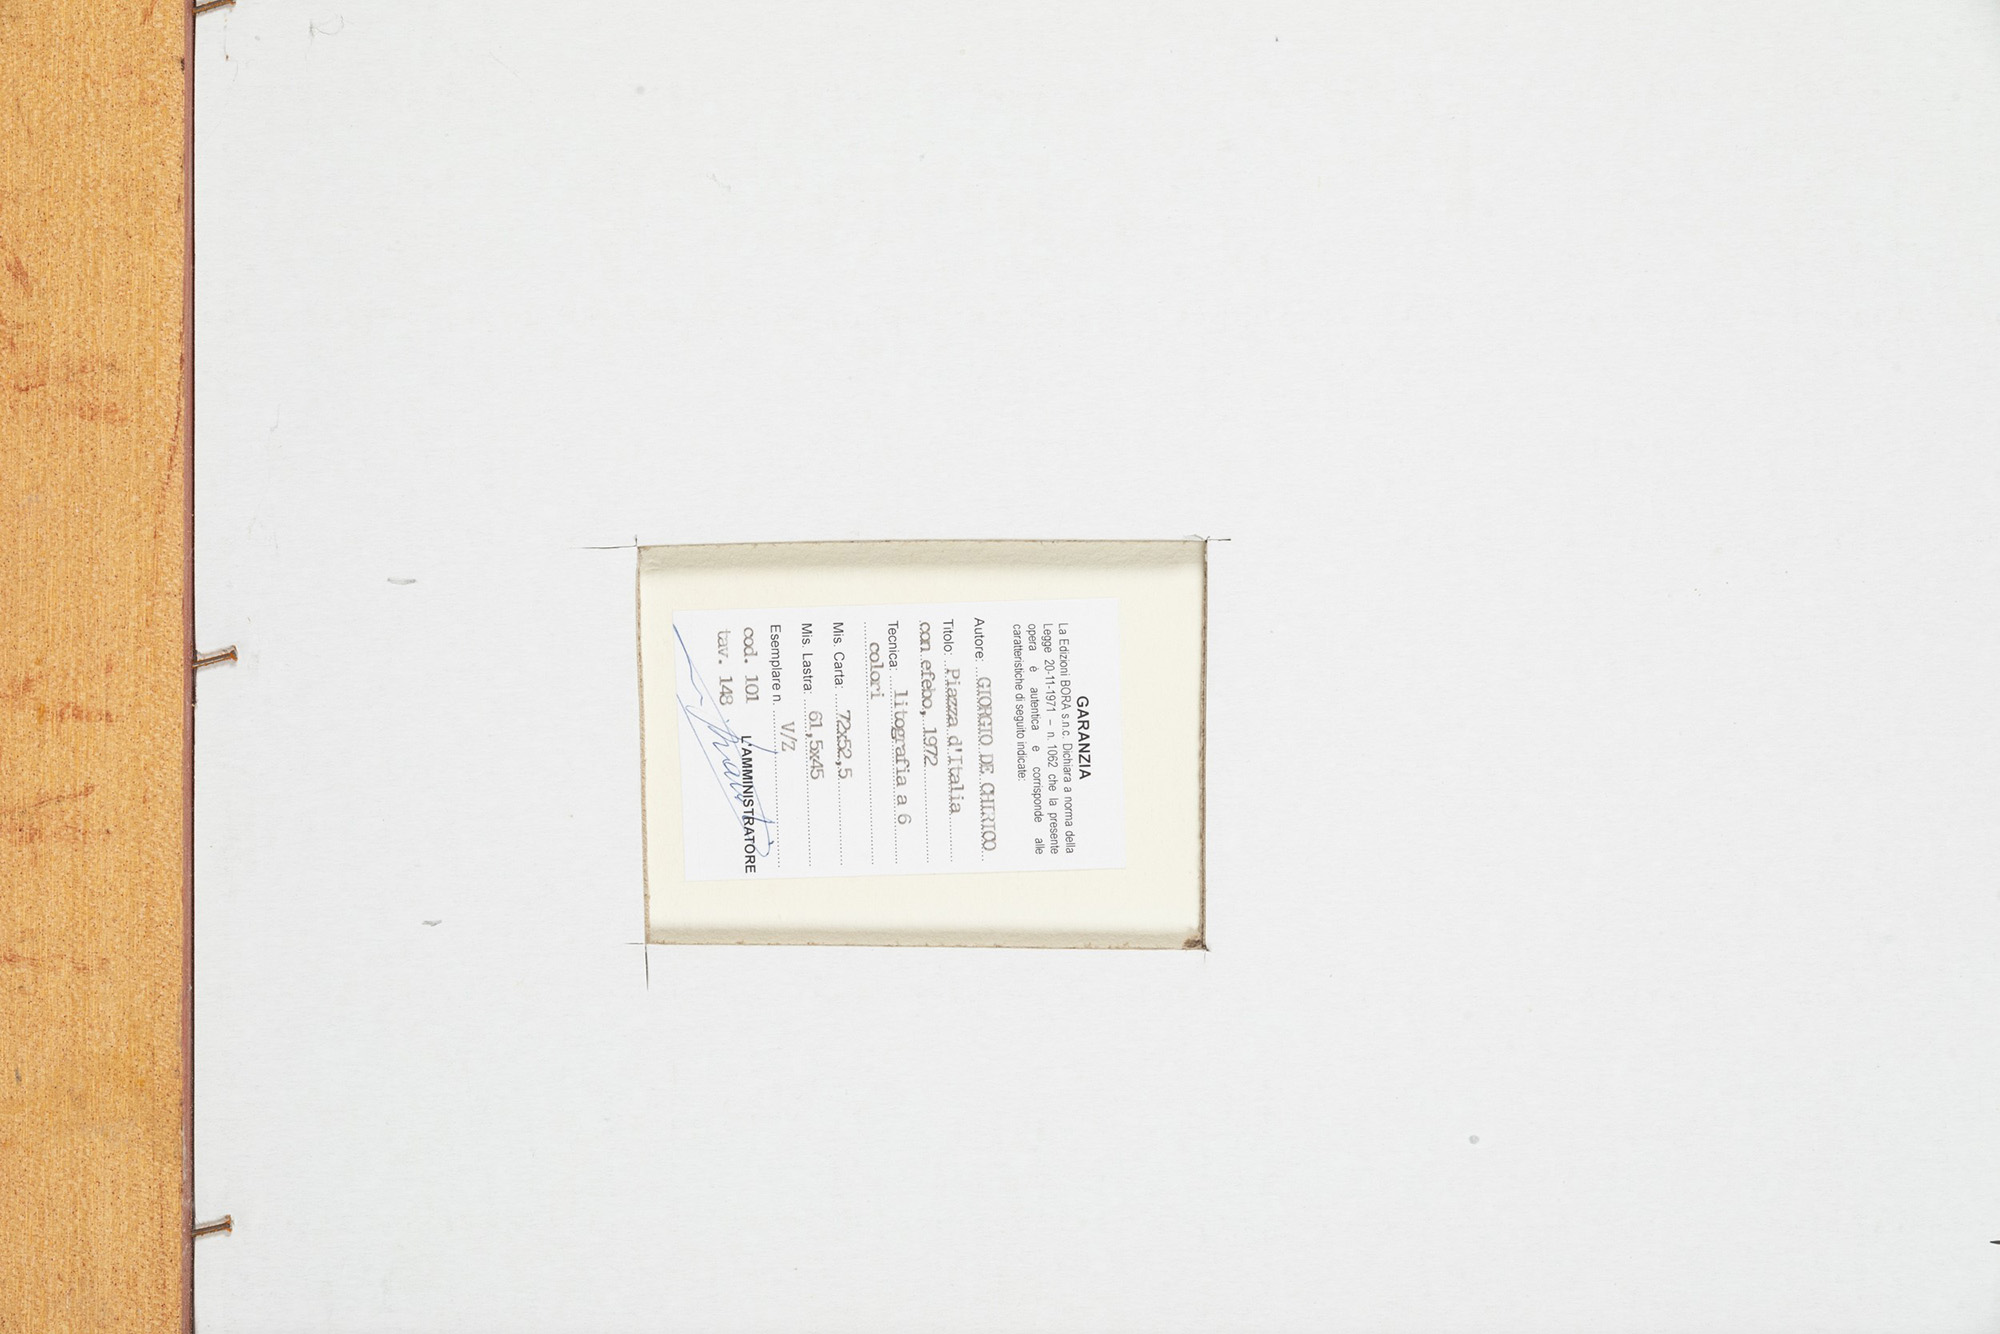 GARANZIA
La Edizioni BORA s.n.c. Dichiara a norma della
Legge 20-11-1971 – n. 1062 che la presente
opera è autentica e corrisponde alle
caratteristiche di seguito indicate:
Autore: GIORGIO DE CHIRICO
Titolo: Piazza d'Italia
con efebo, 1972
Tecnica: litografia a 6
colori
Mis. Carta: 72x52,5
Mis. Lastra: 61,5x45
Esemplare n. V/Z
cod. 101 L'AMMINISTRATORE
tav. 148